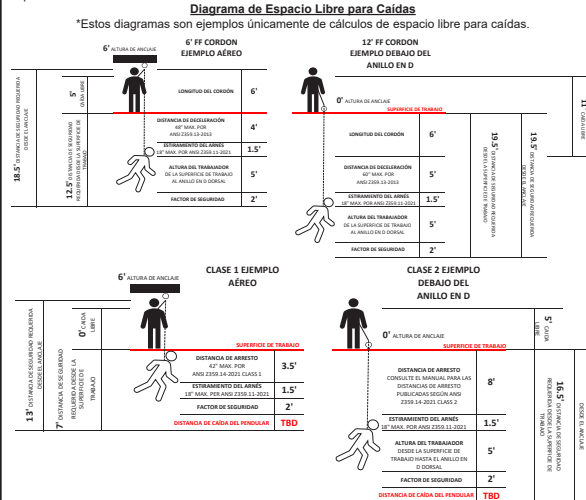 Diagrama de Espacio Libre para Caídas
*Estos diagramas son ejemplos únicamente de cálculos de espacio libre para caídas.
6' FF CORDON
EJEMPLO AÉREO
6' ALTURA DE ANCLAJE
18.5' DISTANCIA DE SEGURIDAD REQUERIDA
DESDE EL ANCLAJE
5'
CAÍDA LIBRE
12.5' DISTANCIA DE SEGURIDAD
REQUERIDA DESDE LA SUPERFICIE DE
TRABAJO
LONGITUD DEL CORDÓN 6'
DISTANCIA DE DECELERACIÓN
48" MAX. POR
ANSI Z359.13-2013
4'
ESTIRAMIENTO DEL ARNÉS
18" MAX. POR ANSI Z359.11-2021
1.5'
ALTURA DEL TRABAJADOR
DE LA SUPERFICIE DE TRABAJO
AL ANILLO EN D DORSAL
5'
FACTOR DE SEGURIDAD 2'
12' FF CORDON
EJEMPLO DEBAJO DEL
ANILLO EN D
0' ALTURA DE ANCLAJE
SUPERFICIE DE TRABAJO
LONGITUD DEL CORDÓN 6'
DISTANCIA DE DECELERACIÓN
60" MAX. POR
ANSI Z359.13-2013
5'
ESTIRAMIENTO DEL ARNÉS
18" MAX. POR ANSI Z359.11-2021
1.5'
ALTURA DEL TRABAJADOR
DE LA SUPERFICIE DE TRABAJO
AL ANILLO EN D DORSAL
5'
FACTOR DE SEGURIDAD 2'
19.5' DISTANCIA DE SEGURIDAD REQUERIDA
DESDE LA SUPERFICIE DE TRABAJO
19.5' DISTANCIA DE SEGURIDAD REQUERIDA
DESDE EL ANCLAJE
11' CAÍDA LIBRE
CLASE 1 EJEMPLO
AÉREO
6' ALTURA DE ANCLAJE
13' DISTANCIA DE SEGURIDAD REQUERIDA
DESDE EL ANCLAJE
0' CAÍDA
LIBRE
7' DISTANCIA DE SEGURIDAD
REQUERIDA DESDE LA
SUPERFICIE DE
TRABAJO
SUPERFICIE DE TRABAJO
DISTANCIA DE ARRESTO
42" MAX. POR
ANSI Z359.14-2021 CLASS 1
3.5'
ESTIRAMIENTO DEL ARNÉS
18" MAX. PER ANSI Z359.11-2021
1.5'
FACTOR DE SEGURIDAD 2'
DISTANCIA DE CAÍDA DEL PENDULAR TBD
CLASE 2 EJEMPLO
DEBAJO DEL
ANILLO EN D
0' ALTURA DE ANCLAJE
SUPERFICIE DE TRABAJO
DISTANCIA DE ARRESTO
CONSULTE EL MANUAL PARA LAS
DISTANCIAS DE ARRESTO
PUBLICADAS SEGÚN ANSI
Z359.14-2021 CLASS 2
8'
ESTIRAMIENTO DEL ARNÉS
18" MAX. POR ANSI Z359.11-2021
1.5'
ALTURA DEL TRABAJADOR
DESDE LA SUPERFICIE DE
TRABAJO HASTA EL ANILLO EN
D DORSAL
5'
FACTOR DE SEGURIDAD 2'
DISTANCIA DE CAÍDA DEL PENDULAR TBD
5' CAÍDA
LIBRE
16.5' DISTANCIA DE SEGURIDAD
REQUERIDA DESDE LA SUPERFICIE DE
TRABAJO
DESDE EL ANCLAJE